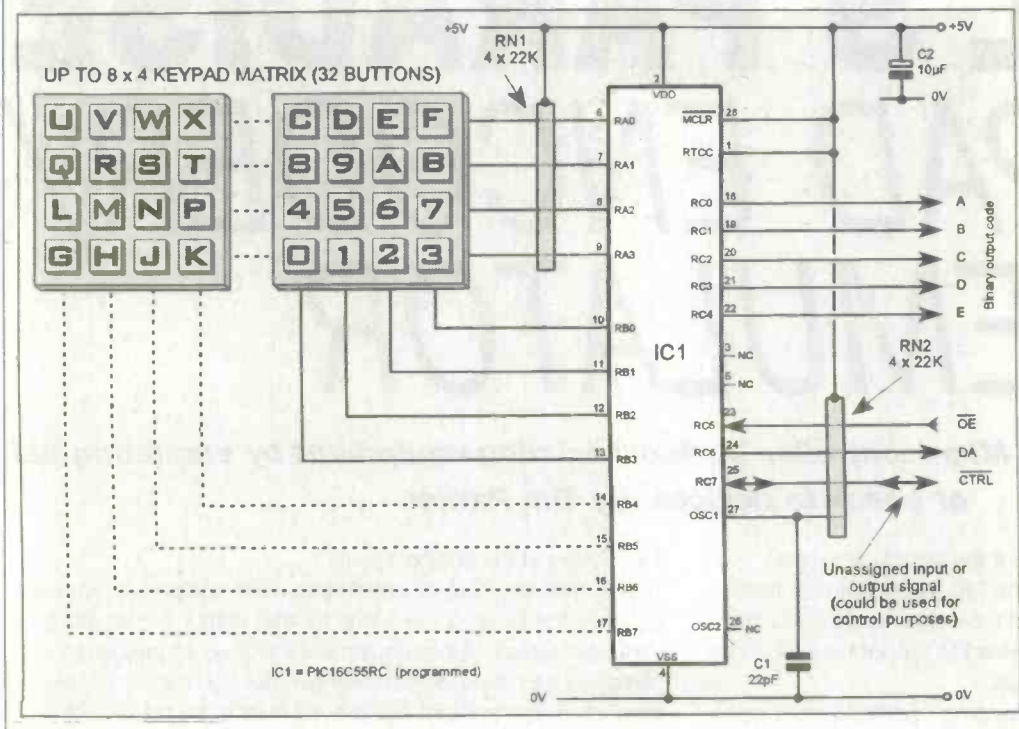 +5V
+5V
RN1
4 x 22K
C2
10µF
0V
UP TO 8 x 4 KEYPAD MATRIX (32 BUTTONS)
2
VDD
U V W X
C D E F
6 RA0
MCLR 28
RTCC 1
Q R S T
8 9 A B
7 RA1
L M N P
4 5 6 7
8 RA2
RC0 18 A
RC1 19 B
G H J K
0 1 2 3
9 RA3
RC2 20 C
RC3 21 D
RC4 22 E
Binary output code
10 RB0
3 NC
IC1
5 NC
RN2
4 x 22K
11 RB1
12 RB2
RC5 23 OE
13 RB3
RC6 24 DA
RC7 25 CTRL
14 RB4
OSC1 27
15 RB5
Unassigned input or
output signal
(could be used for
control purposes)
16 RB6
17 RB7
OSC2 26 NC
IC1 = PIC16C55RC (programmed)
VSS
4
C1
22pF
0V
0V